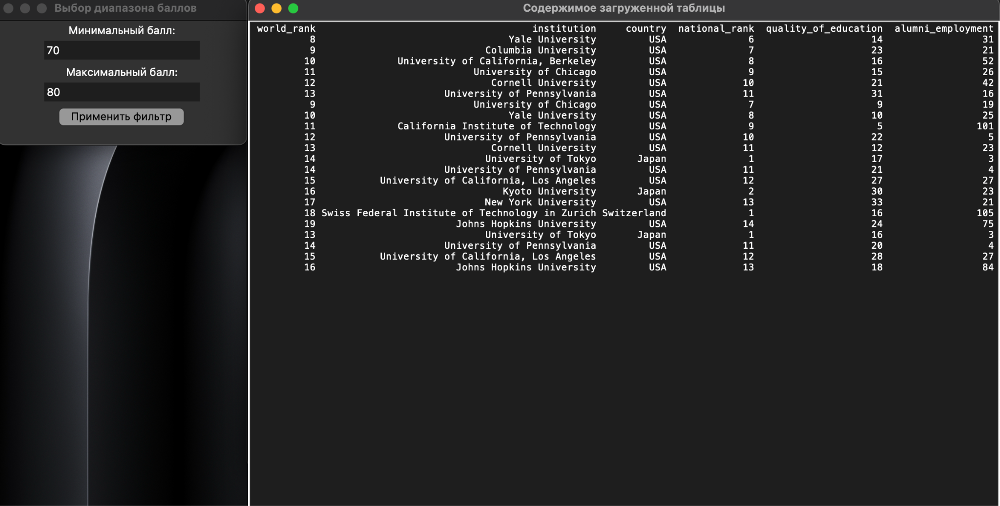 Выбор диапазона баллов
Минимальный балл:
70
Максимальный балл:
80
Применить фильтр
Содержимое загруженной таблицы
world_rank institution country national_rank quality_of_education alumni_employment
8 Yale University USA 6 14 31
9 Columbia University USA 7 23 21
10 University of California, Berkeley USA 8 16 52
11 University of Chicago USA 9 15 26
12 Cornell University USA 10 21 42
13 University of Pennsylvania USA 11 31 16
9 University of Chicago USA 7 9 19
10 Yale University USA 8 10 25
11 California Institute of Technology USA 9 5 101
12 University of Pennsylvania USA 10 22 5
13 Cornell University USA 11 12 23
14 University of Tokyo Japan 1 17 3
14 University of Pennsylvania USA 11 21 4
15 University of California, Los Angeles USA 12 27 27
16 Kyoto University Japan 2 30 23
17 New York University USA 13 33 21
18 Swiss Federal Institute of Technology in Zurich Switzerland 1 16 105
19 Johns Hopkins University USA 14 24 75
13 University of Tokyo Japan 1 16 3
14 University of Pennsylvania USA 11 20 4
15 University of California, Los Angeles USA 12 28 27
16 Johns Hopkins University USA 13 18 84